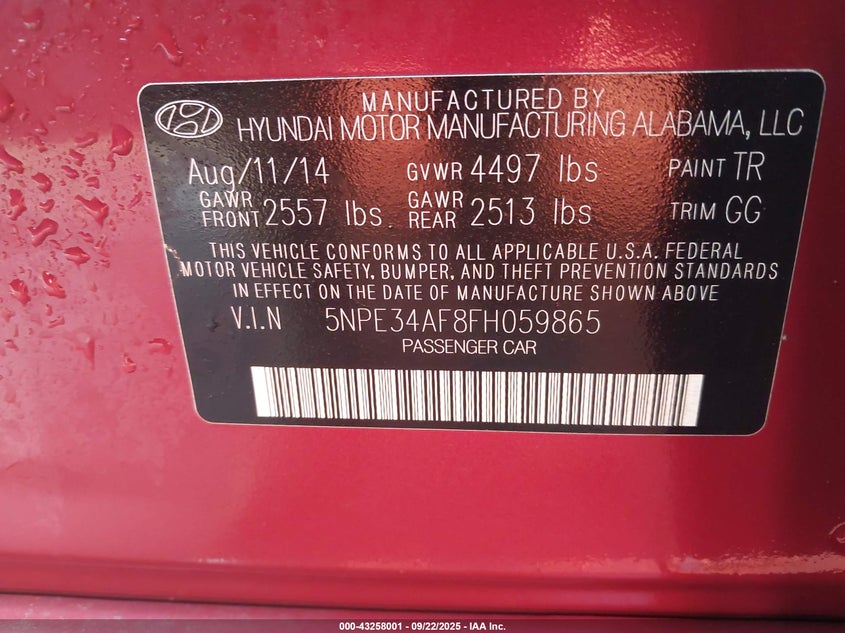 MANUFACTURED BY
HYUNDAI MOTOR MANUFACTURING ALABAMA, LLC
Aug/11/14 GVWR 4497 lbs PAINT TR
GAWR FRONT 2557 lbs GAWR REAR 2513 lbs TRIM GG
THIS VEHICLE CONFORMS TO ALL APPLICABLE U.S.A. FEDERAL
MOTOR VEHICLE SAFETY, BUMPER, AND THEFT PREVENTION STANDARDS
IN EFFECT ON THE DATE OF MANUFACTURE SHOWN ABOVE
V.I.N 5NPE34AF8FH059865
PASSENGER CAR
000-43258001 - 09/22/2025 - IAA Inc.